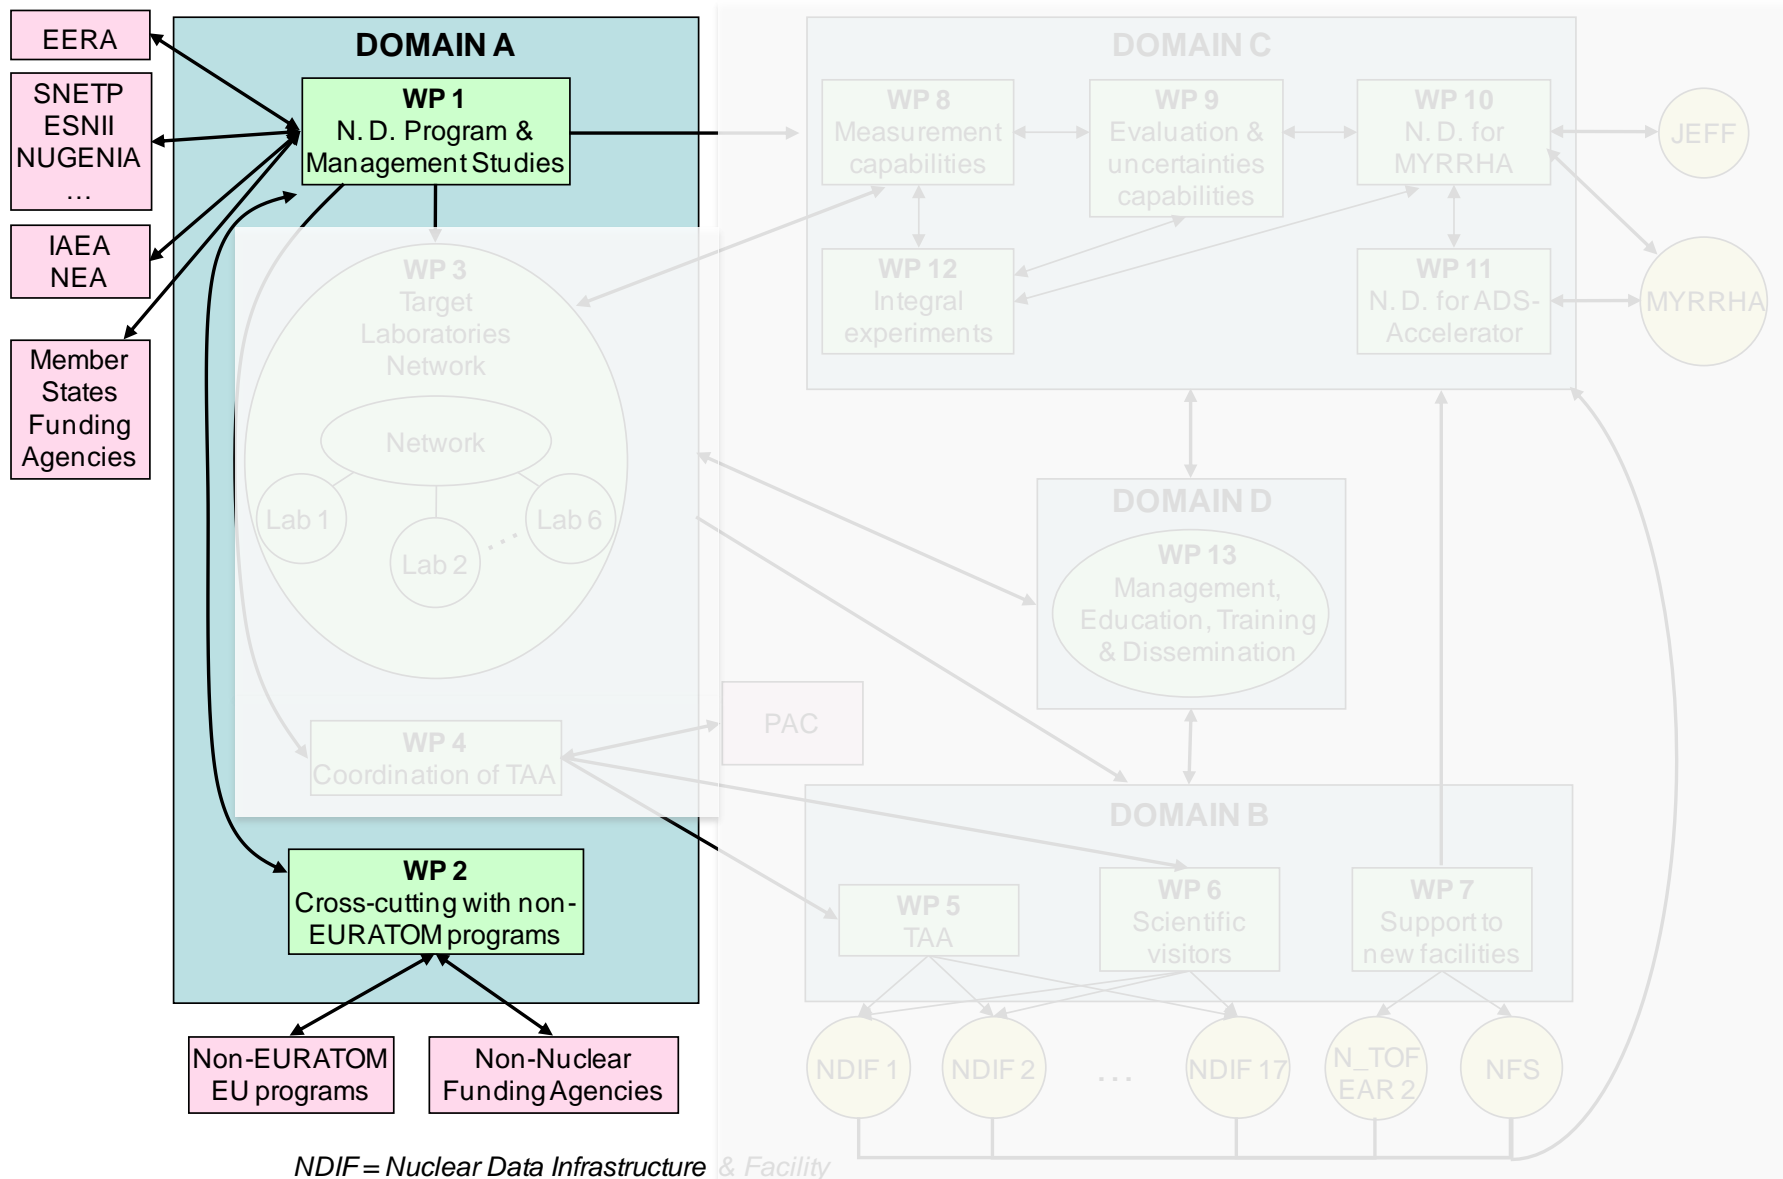 EERA
SNETP
ESNII
NUGENIA
...
IAEA
NEA
Member
States
Funding
Agencies
DOMAIN A
WP 1
N. D. Program &
Management Studies
WP 3
Target
Laboratories
Network
Network
Lab 1
Lab 2
...
Lab 6
WP 4
Coordination of TAA
WP 2
Cross-cutting with non-
EURATOM programs
Non-EURATOM
EU programs
Non-Nuclear
Funding Agencies
PAC
DOMAIN C
WP 8
Measurement
capabilities
WP 9
Evaluation &
uncertainties
capabilities
WP 10
N. D. for
MYRRHA
WP 12
Integral
experiments
WP 11
N. D. for ADS-
Accelerator
JEFF
MYRRHA
DOMAIN D
WP 13
Management,
Education, Training
& Dissemination
DOMAIN B
WP 5
TAA
WP 6
Scientific
visitors
WP 7
Support to
new facilities
NDIF 1
NDIF 2
...
NDIF 17
N_TOF
EAR 2
NFS
NDIF = Nuclear Data Infrastructure & Facility